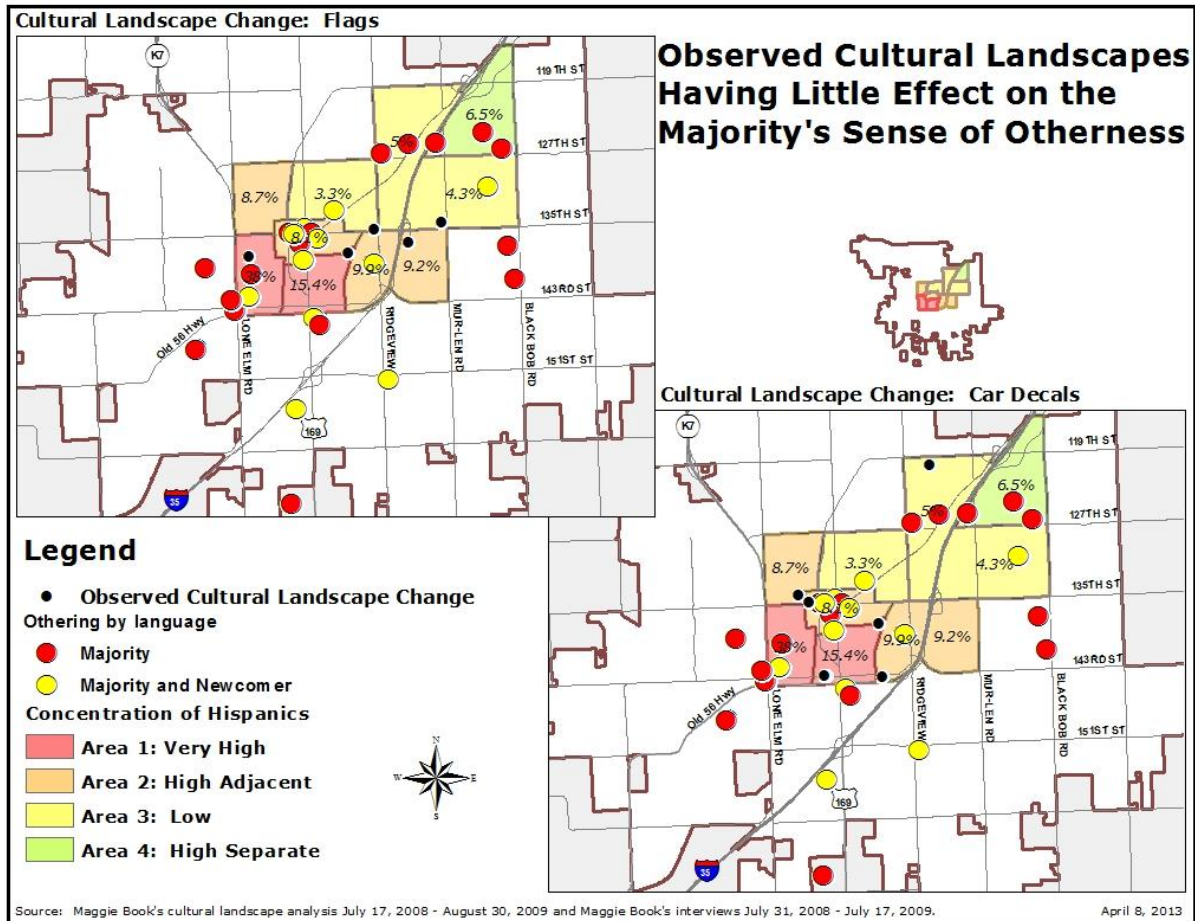 Cultural Landscape Change: Flags
Observed Cultural Landscapes
Having Little Effect on the
Majority's Sense of Otherness
K7
119TH ST
6.5%
5%
127TH ST
8.7%
3.3%
4.3%
135TH ST
8.1%
38%
15.4%
9.9%
9.2%
143RD ST
Old 56 Hwy
LONE ELM RD
RIDGEVIEW
MUR-LEN RD
BLACK BOB RD
151ST ST
169
35
Cultural Landscape Change: Car Decals
K7
119TH ST
6.5%
5%
127TH ST
8.7%
3.3%
4.3%
135TH ST
8.1%
38%
15.4%
9.9%
9.2%
143RD ST
Old 56 Hwy
LONE ELM RD
RIDGEVIEW
MUR-LEN RD
BLACK BOB RD
151ST ST
169
35
Legend
Observed Cultural Landscape Change
Othering by language
Majority
Majority and Newcomer
Concentration of Hispanics
Area 1: Very High
Area 2: High Adjacent
Area 3: Low
Area 4: High Separate
N
W E
S
Source: Maggie Book's cultural landscape analysis July 17, 2008 - August 30, 2009 and Maggie Book's interviews July 31, 2008 - July 17, 2009. April 8, 2013